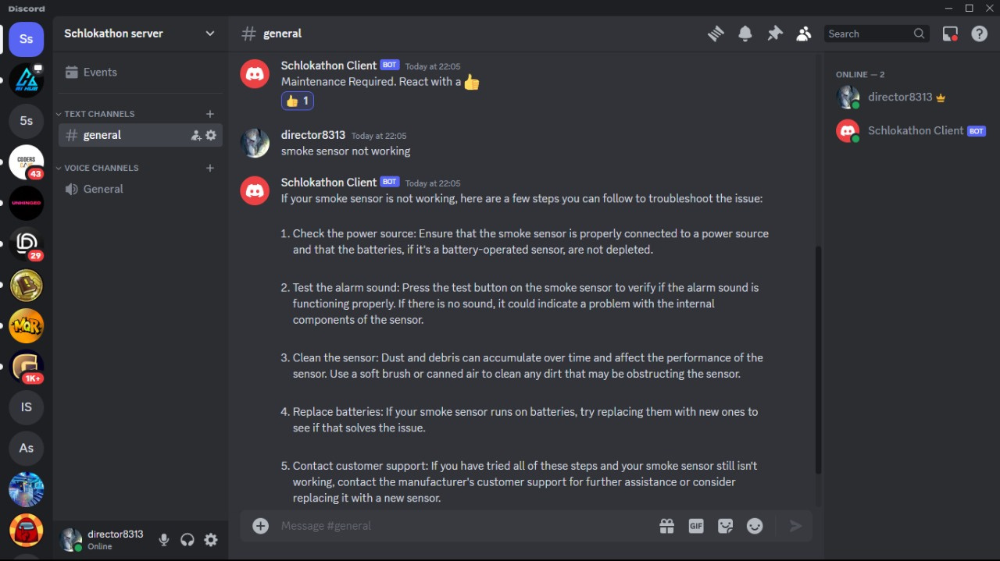 Discord
Ss
Schlokathon server
general
Search
5s
CODERS
43
UNHINGED
29
MQR
1K+
IS
As
Events
TEXT CHANNELS
general
VOICE CHANNELS
General
director8313
Online
Schlokathon Client BOT Today at 22:05
Maintenance Required. React with a
1
director8313 Today at 22:05
smoke sensor not working
Schlokathon Client BOT Today at 22:05
If your smoke sensor is not working, here are a few steps you can follow to troubleshoot the issue:
1. Check the power source: Ensure that the smoke sensor is properly connected to a power source
and that the batteries, if it's a battery-operated sensor, are not depleted.
2. Test the alarm sound: Press the test button on the smoke sensor to verify if the alarm sound is
functioning properly. If there is no sound, it could indicate a problem with the internal
components of the sensor.
3. Clean the sensor: Dust and debris can accumulate over time and affect the performance of the
sensor. Use a soft brush or canned air to clean any dirt that may be obstructing the sensor.
4. Replace batteries: If your smoke sensor runs on batteries, try replacing them with new ones to
see if that solves the issue.
5. Contact customer support: If you have tried all of these steps and your smoke sensor still isn't
working, contact the manufacturer's customer support for further assistance or consider
replacing it with a new sensor.
Message #general
GIF
ONLINE — 2
director8313
Schlokathon Client BOT